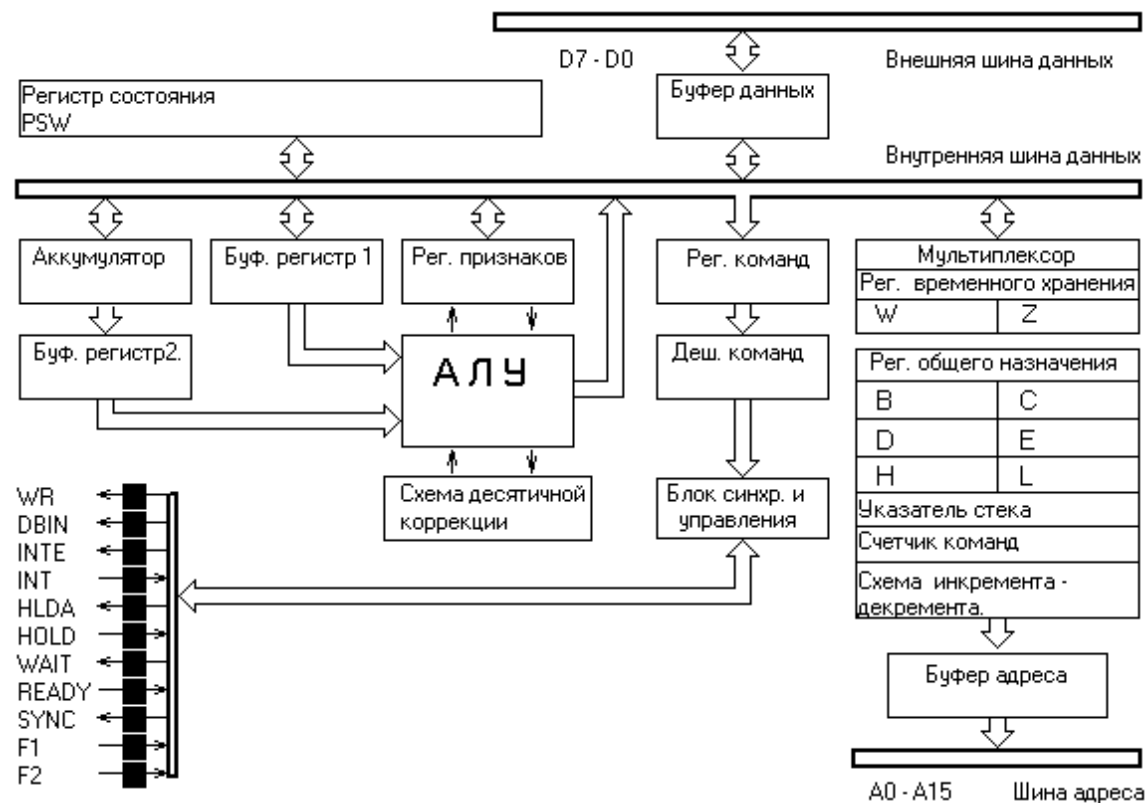 D7 - D0
Внешняя шина данных
Буфер данных
Регистр состояния
PSW
Внутренняя шина данных
Аккумулятор
Буф. регистр 1
Рег. признаков
Рег. команд
Мультиплексор
Рег. временного хранения
W
Z
Буф. регистр2.
АЛУ
Деш. команд
Рег. общего назначения
B
C
D
E
H
L
Схема десятичной
коррекции
Блок синхр. и
управления
Указатель стека
Счетчик команд
Схема инкремента -
декремента.
WR
DBIN
INTE
INT
HLDA
HOLD
WAIT
READY
SYNC
F1
F2
Буфер адреса
A0 - A15
Шина адреса